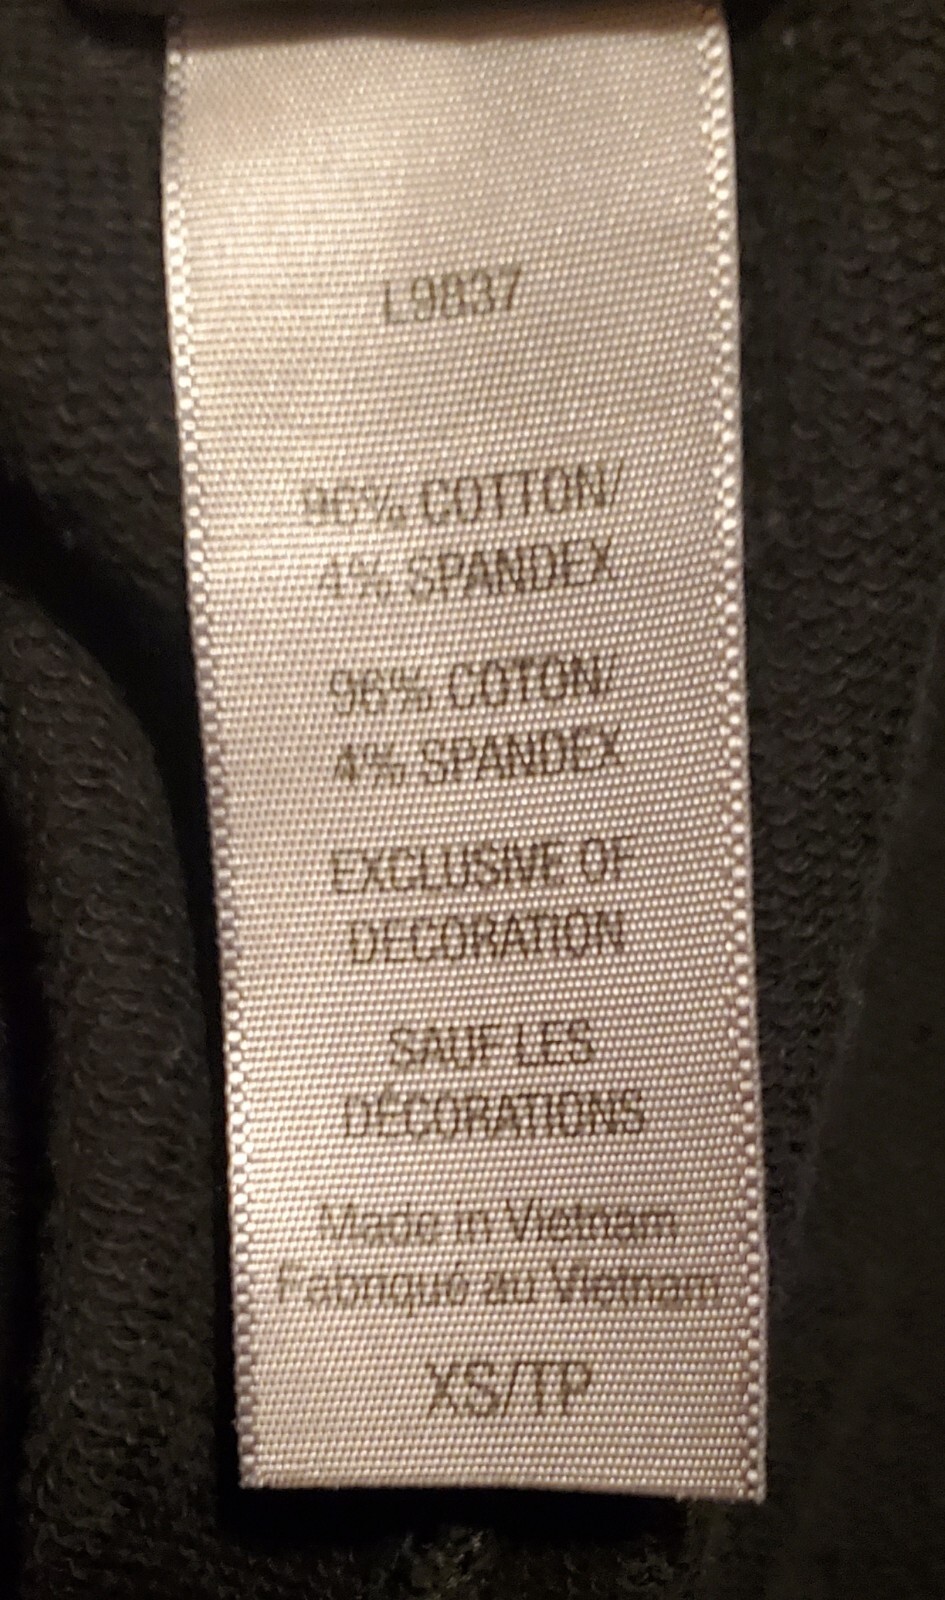 L9837
96% COTTON/
4% SPANDEX
96% COTON/
4% SPANDEX
EXCLUSIVE OF
DECORATION
SAUF LES
DÉCORATIONS
Made in Vietnam
Fabriqué au Vietnam
XS/TP